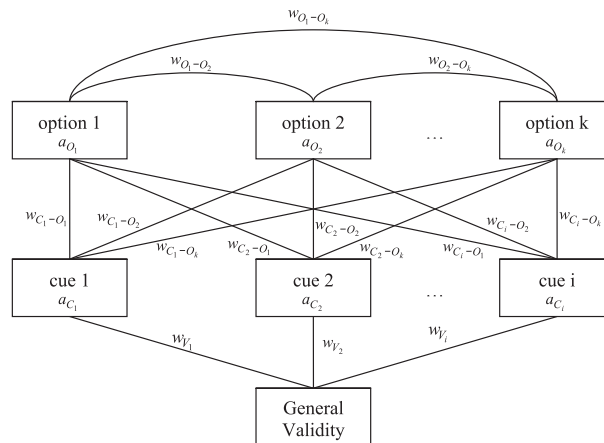 w_{O_1-O_k}
w_{O_1-O_2} w_{O_2-O_k}
option 1 option 2 option k
a_{O_1} a_{O_2} ... a_{O_k}
w_{C_1-O_1} w_{C_1-O_2} w_{C_1-O_k} w_{C_2-O_1} w_{C_2-O_2} w_{C_2-O_k} w_{C_i-O_1} w_{C_i-O_2} w_{C_i-O_k}
cue 1 cue 2 cue i
a_{C_1} a_{C_2} ... a_{C_i}
w_{V_1} w_{V_2} w_{V_i}
General
Validity